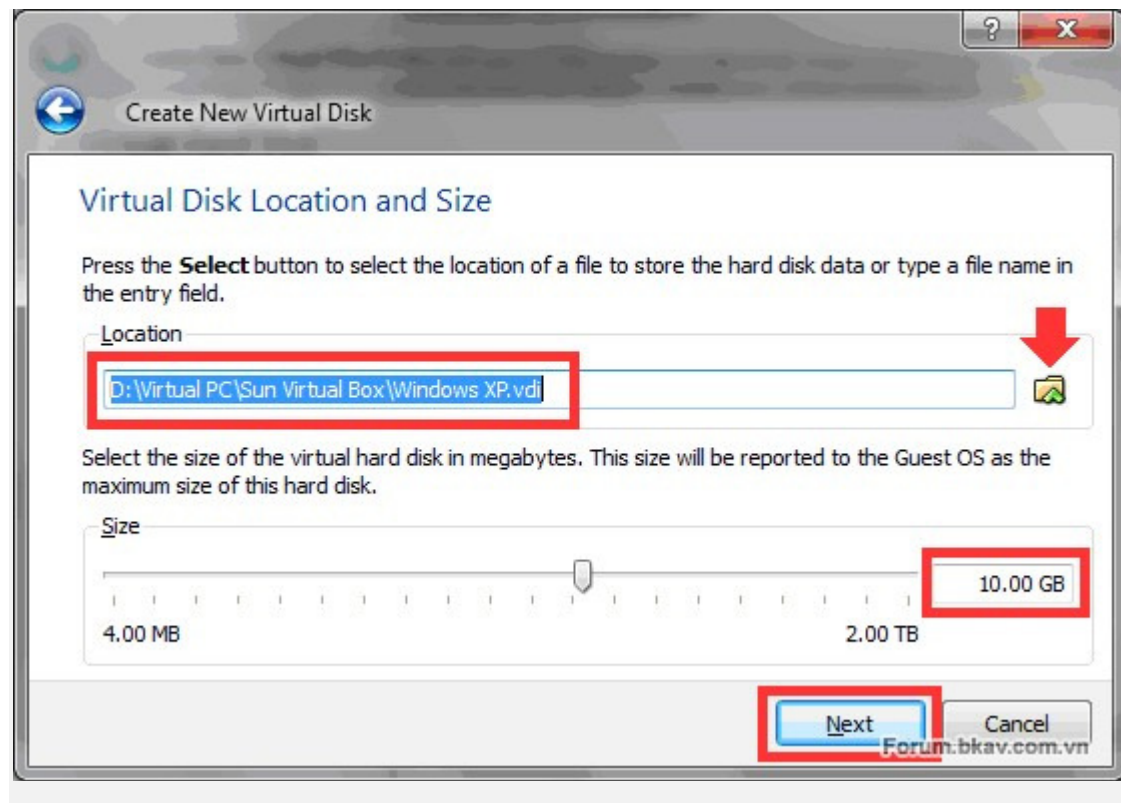 ?
X
Create New Virtual Disk
Virtual Disk Location and Size
Press the Select button to select the location of a file to store the hard disk data or type a file name in
the entry field.
Location
D:\Virtual PC\Sun Virtual Box\Windows XP.vdi
Select the size of the virtual hard disk in megabytes. This size will be reported to the Guest OS as the
maximum size of this hard disk.
Size
10.00 GB
4.00 MB 2.00 TB
Next Cancel
Forum.bkav.com.vn